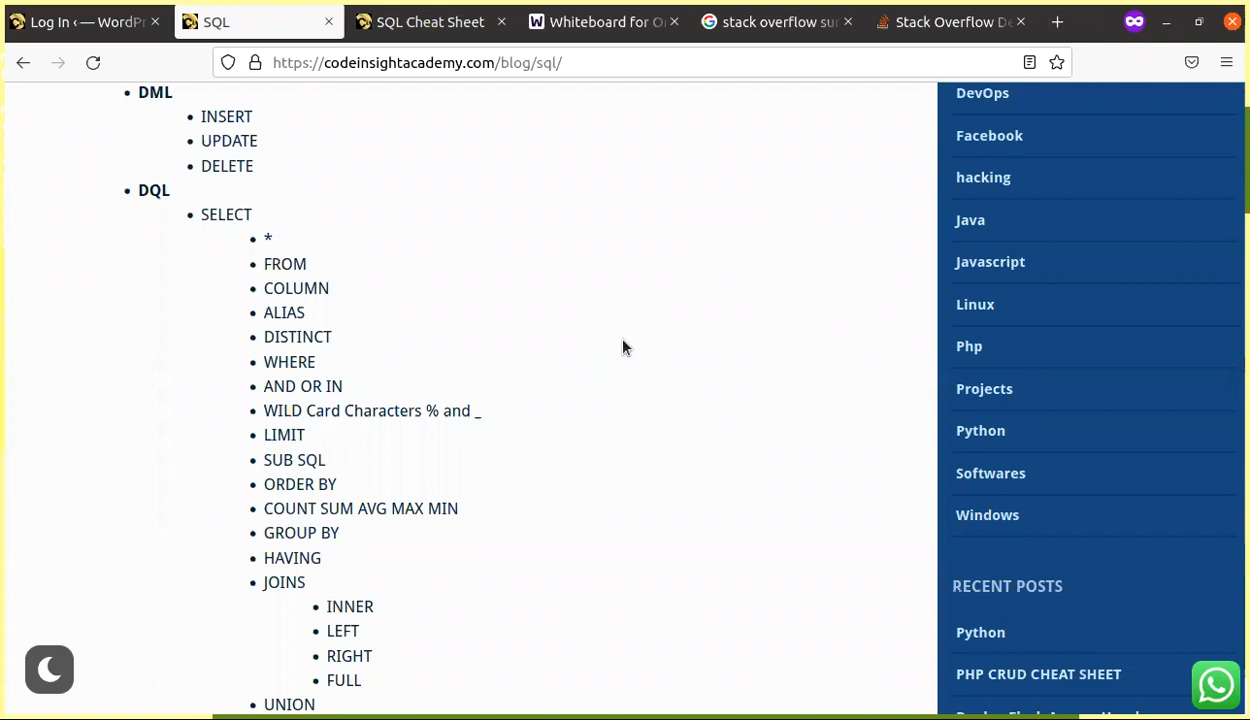 Log In ‹ — WordPr
SQL
SQL Cheat Sheet
Whiteboard for O
stack overflow su
Stack Overflow De
https://codeinsightacademy.com/blog/sql/
DML
INSERT
UPDATE
DELETE
DQL
SELECT
*
FROM
COLUMN
ALIAS
DISTINCT
WHERE
AND OR IN
WILD Card Characters % and _
LIMIT
SUB SQL
ORDER BY
COUNT SUM AVG MAX MIN
GROUP BY
HAVING
JOINS
INNER
LEFT
RIGHT
FULL
UNION
DevOps
Facebook
hacking
Java
Javascript
Linux
Php
Projects
Python
Softwares
Windows
RECENT POSTS
Python
PHP CRUD CHEAT SHEET